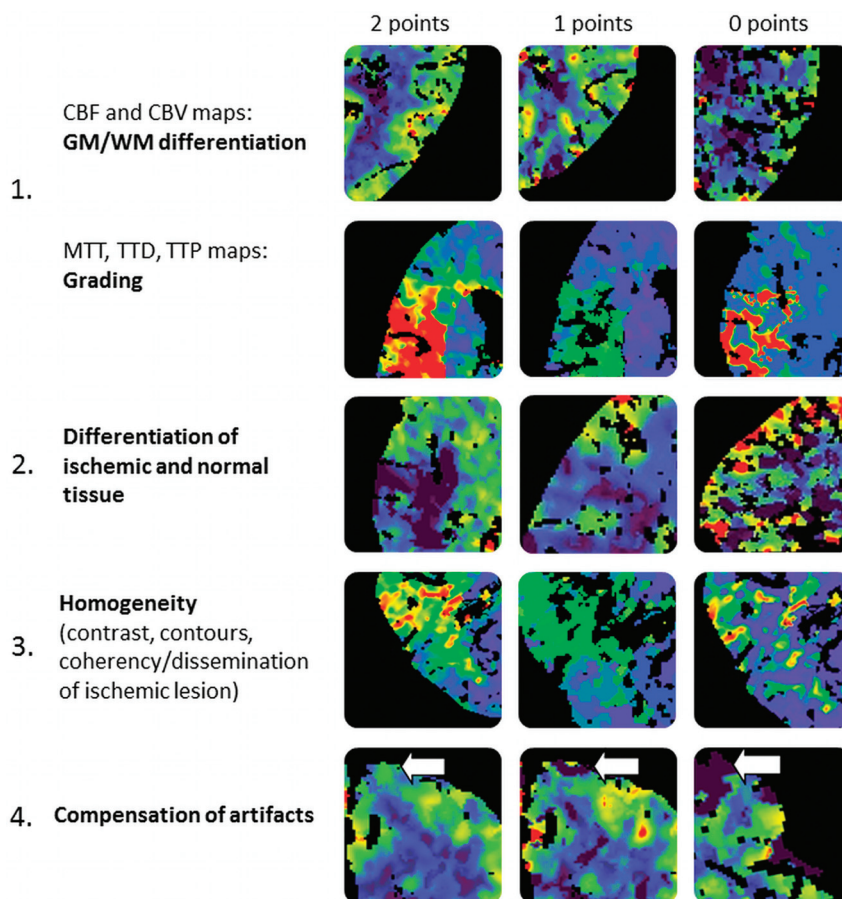 2 points
1 point
0 points
1.
CBF and CBV maps:
GM/WM differentiation
MTT, TTD, TTP maps:
Grading
2.
Differentiation of
ischemic and normal
tissue
3.
Homogeneity
(contrast, contours,
coherency/dissemination
of ischemic lesion)
4.
Compensation of artifacts